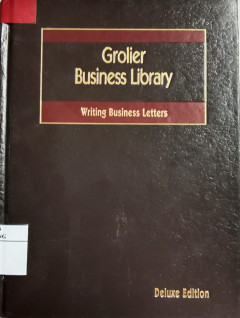 Grolier
Business Library
Writing Business Letters
Deluxe Edition